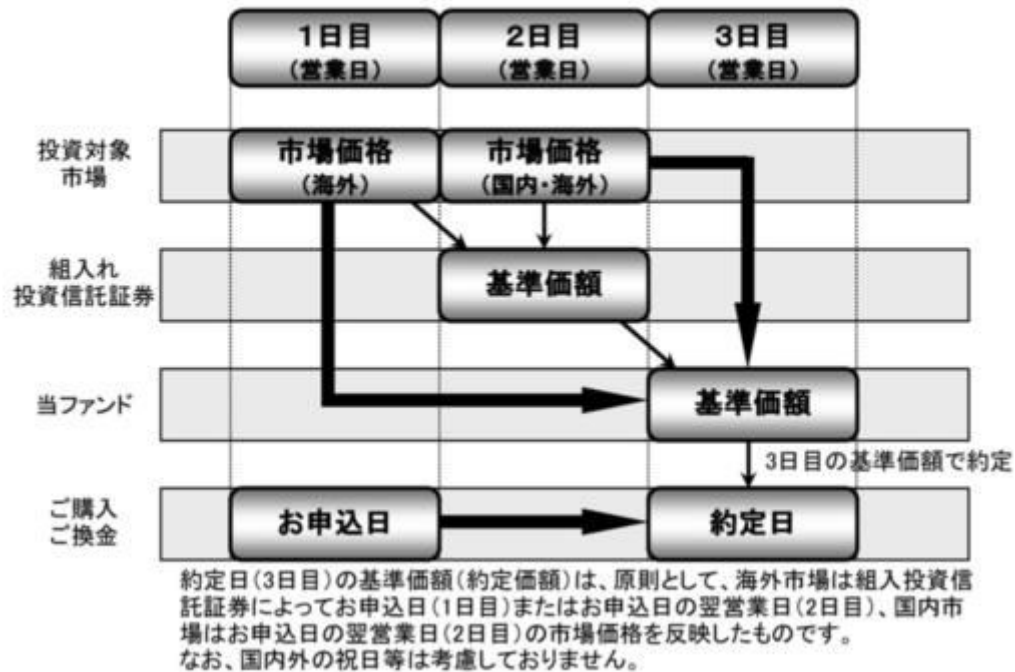 1日目
(営業日)
2日目
(営業日)
3日目
(営業日)
投資対象
市場
市場価格
(海外)
市場価格
(国内・海外)
組入れ
投資信託証券
基準価額
当ファンド
基準価額
3日目の基準価額で約定
ご購入
ご換金
お申込日
約定日
約定日(3日目)の基準価額(約定価額)は、原則として、海外市場は組入投資信
託証券によってお申込日(1日目)またはお申込日の翌営業日(2日目)、国内市
場はお申込日の翌営業日(2日目)の市場価格を反映したものです。
なお、国内外の祝日等は考慮しておりません。